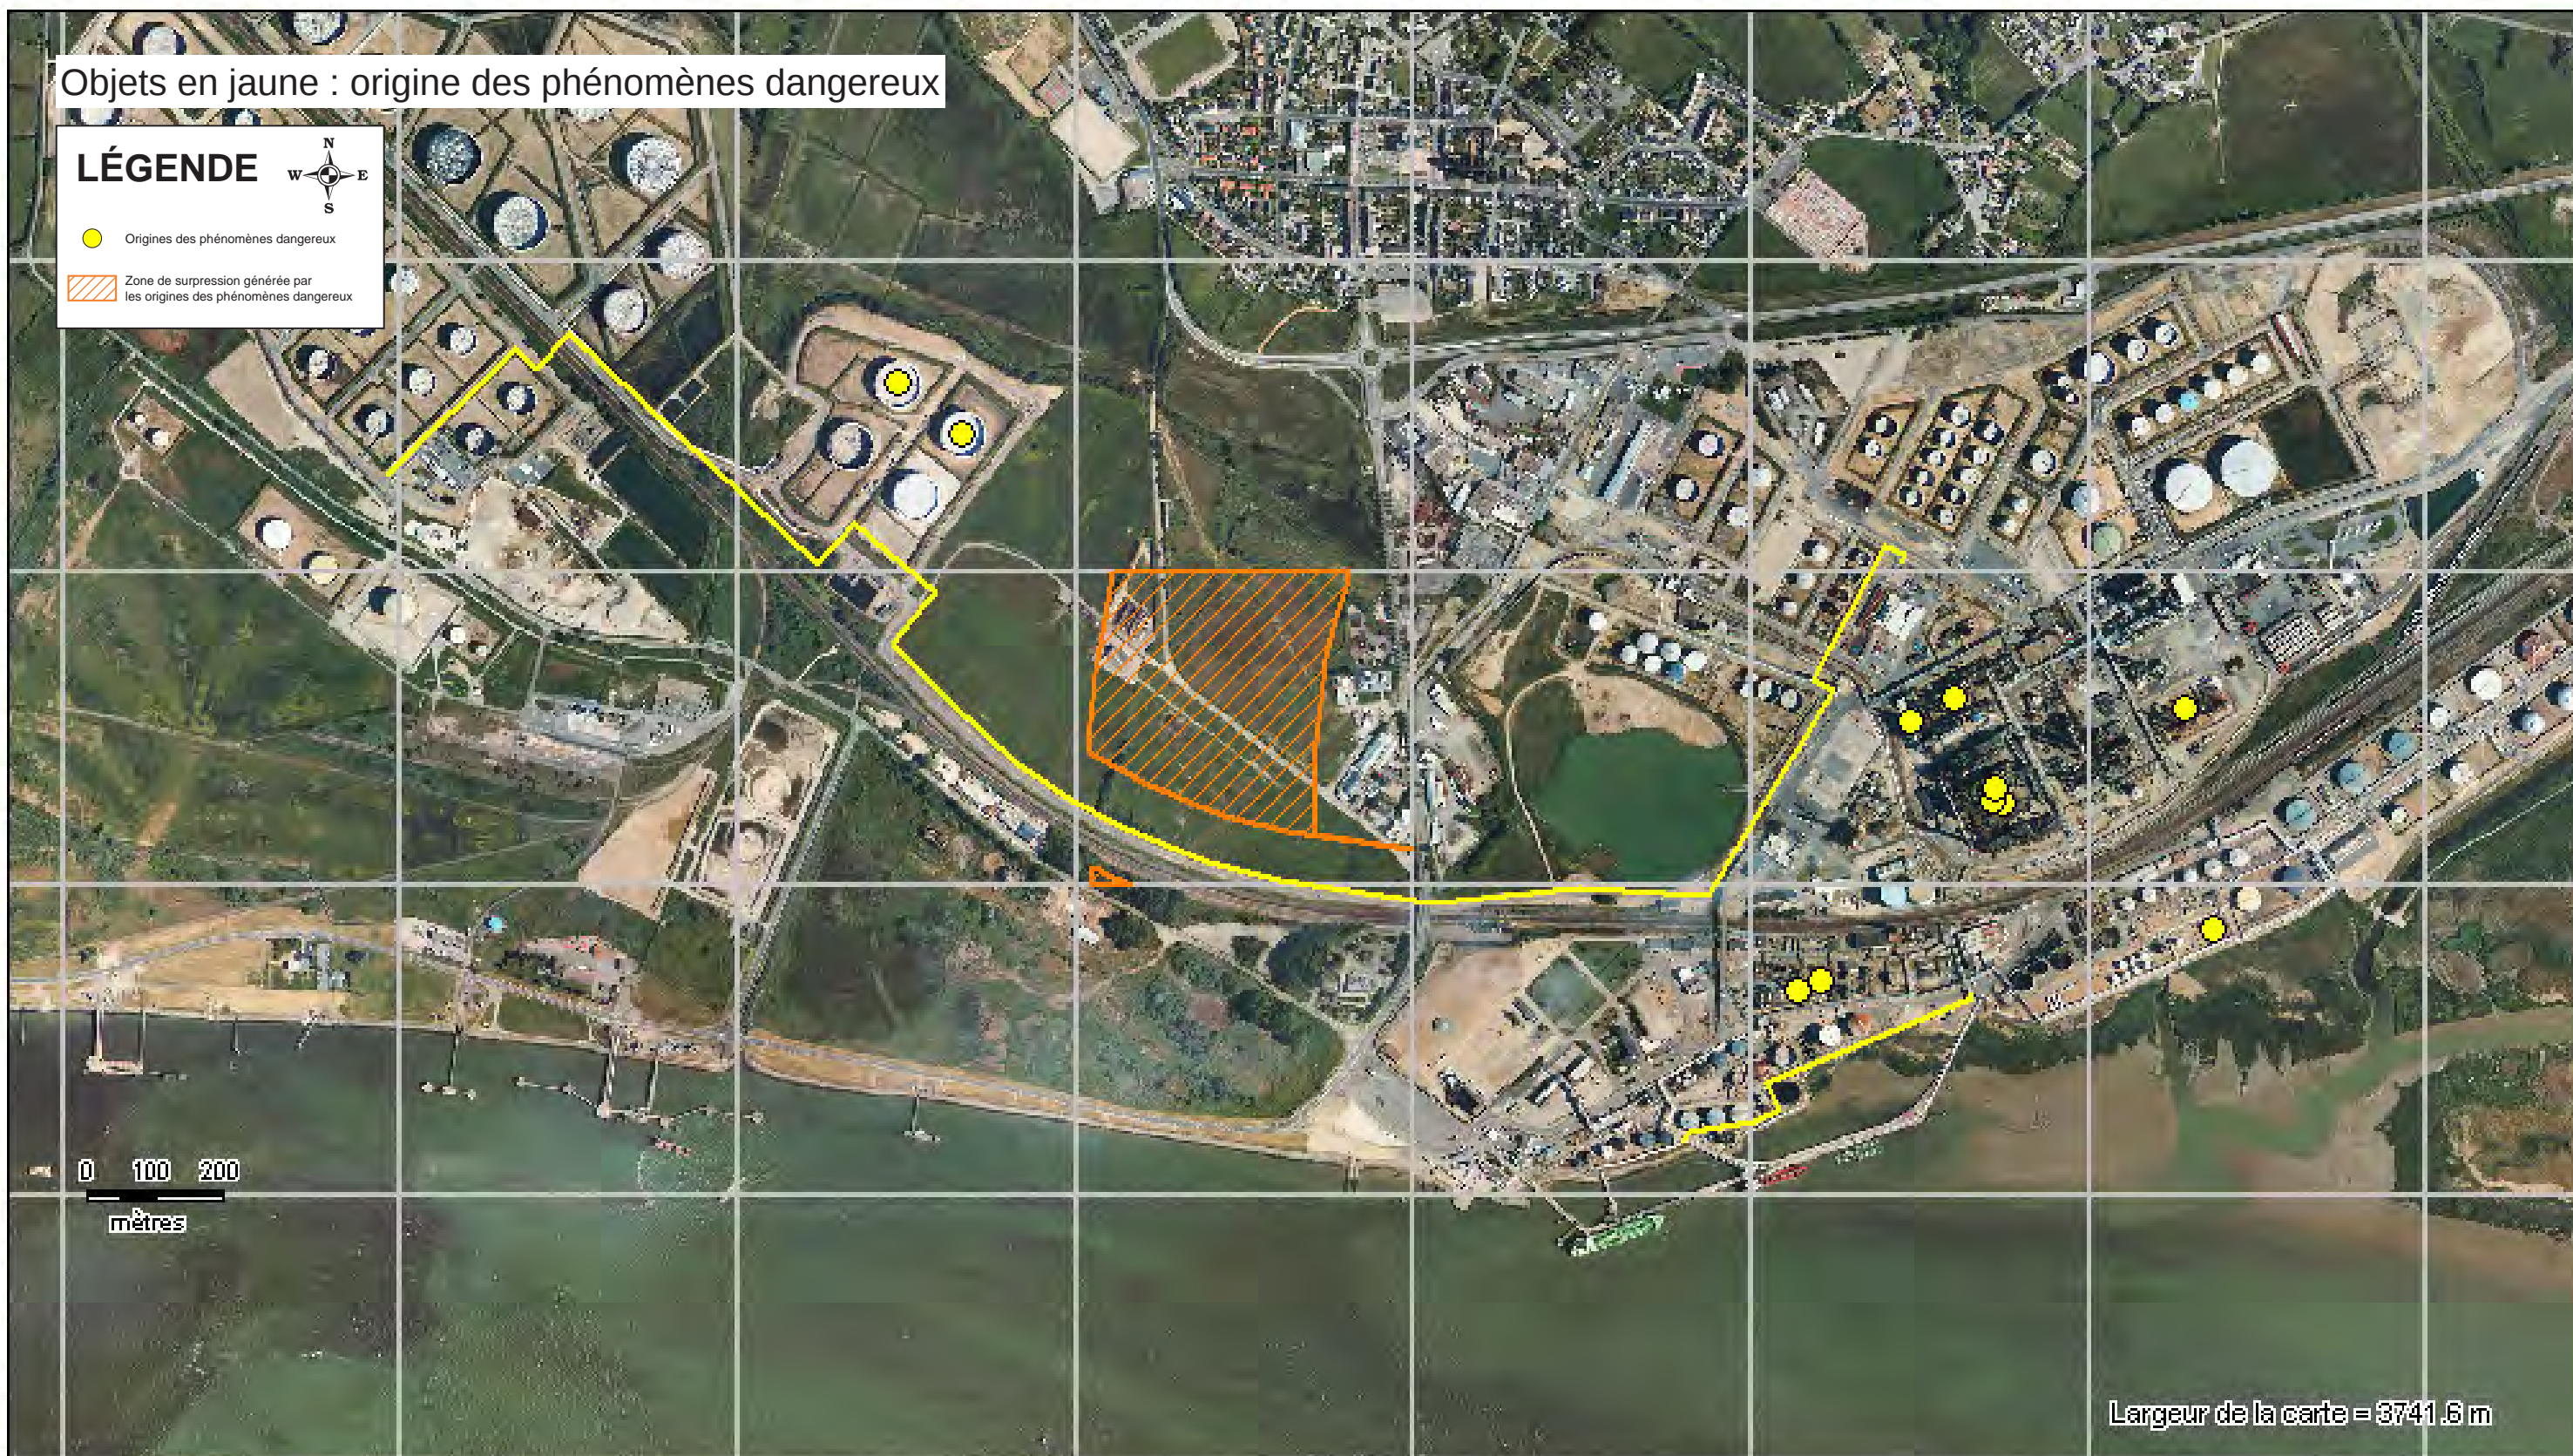 Objets en jaune : origine des phénomènes dangereux
LÉGENDE
N
W E
S
Origines des phénomènes dangereux
Zone de surpression générée par
les origines des phénomènes dangereux
0 100 200
mètres
Largeur de la carte = 3741.6 m